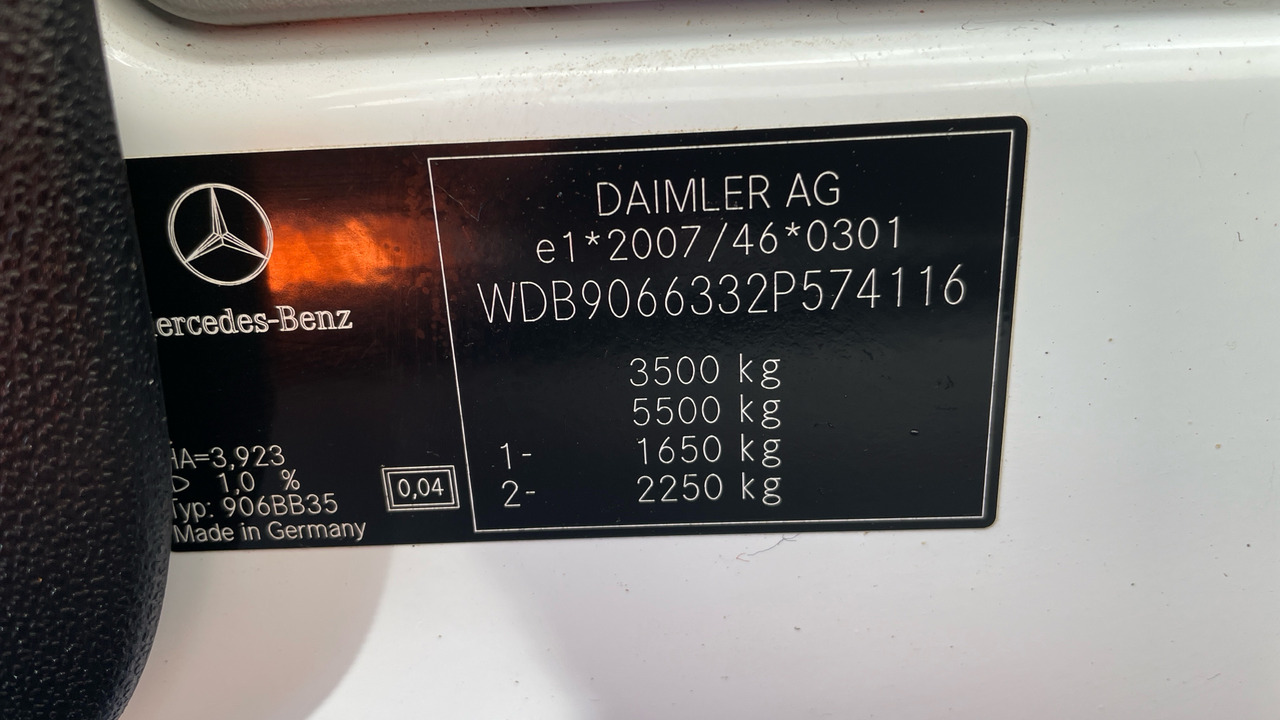 ercedes-Benz
HA=3,923
D 1,0 %
Typ: 906BB35
Made in Germany
0,04
DAIMLER AG
e1*2007/46*0301
WDB9066332P574116
3500 kg
5500 kg
1- 1650 kg
2- 2250 kg